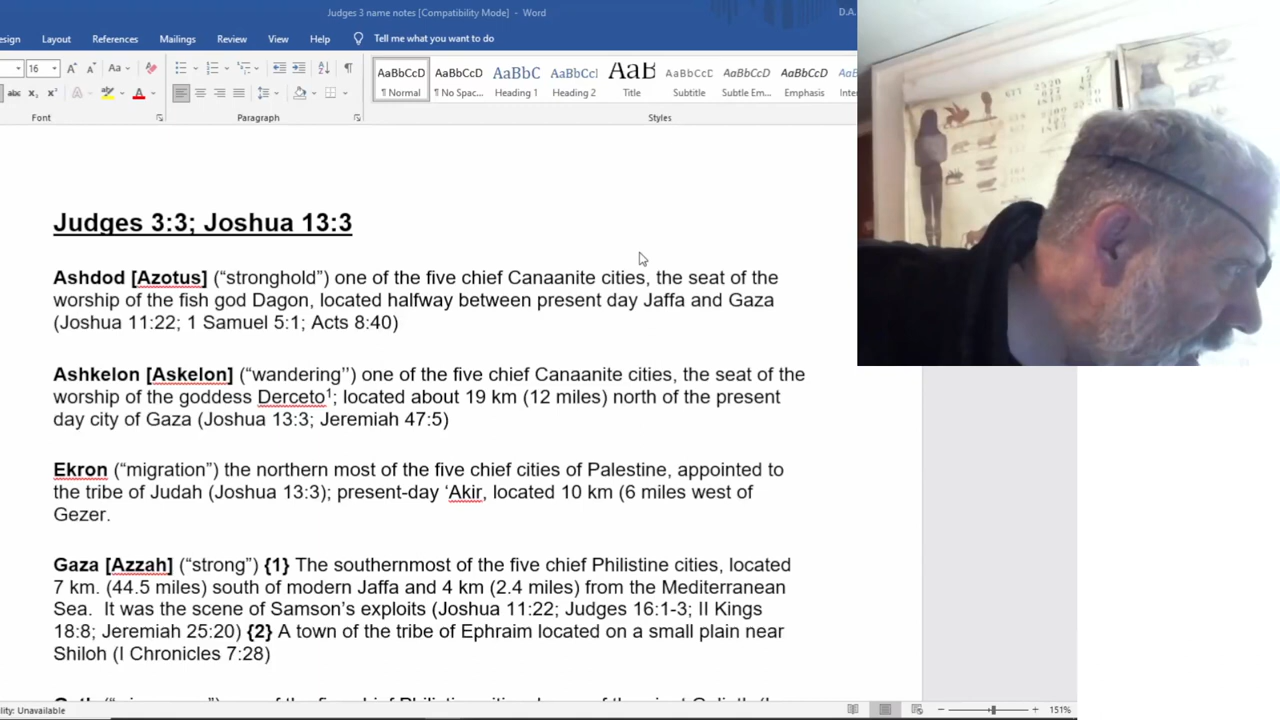 Judges 3 name notes [Compatibility Mode] - Word
D.A.
esign Layout References Mailings Review View Help Tell me what you want to do
16 Aa
abc x₂ x² A A
AaBbCcD AaBbCcD AaBbC AaBbCcl AaB AaBbCcD AaBbCcD AaBbCcD
¶ Normal ¶ No Spac... Heading 1 Heading 2 Title Subtitle Subtle Em... Emphasis
Font Paragraph Styles
Judges 3:3; Joshua 13:3
Ashdod [Azotus] (“stronghold”) one of the five chief Canaanite cities, the seat of the
worship of the fish god Dagon, located halfway between present day Jaffa and Gaza
(Joshua 11:22; 1 Samuel 5:1; Acts 8:40)
Ashkelon [Askelon] (“wandering’’) one of the five chief Canaanite cities, the seat of the
worship of the goddess Derceto¹; located about 19 km (12 miles) north of the present
day city of Gaza (Joshua 13:3; Jeremiah 47:5)
Ekron (“migration”) the northern most of the five chief cities of Palestine, appointed to
the tribe of Judah (Joshua 13:3); present-day ‘Akir, located 10 km (6 miles west of
Gezer.
Gaza [Azzah] (“strong”) {1} The southernmost of the five chief Philistine cities, located
7 km. (44.5 miles) south of modern Jaffa and 4 km (2.4 miles) from the Mediterranean
Sea. It was the scene of Samson’s exploits (Joshua 11:22; Judges 16:1-3; II Kings
18:8; Jeremiah 25:20) {2} A town of the tribe of Ephraim located on a small plain near
Shiloh (I Chronicles 7:28)
lity: Unavailable
151%